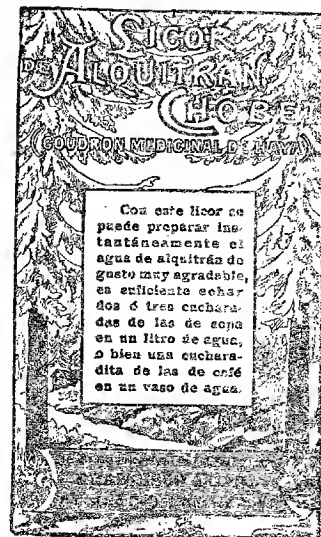 LICOR
DE ALQUITRAN
CHOBET
(GOUDRON MEDICINAL DE HAYA)
Con este licor se
puede preparar ins-
tantáneamente el
agua de alquitrán de
gusto muy agradable,
es suficiente echar
dos ó tres cuchara-
das de las de sopa
en un litro de agua,
o bien una cuchara-
dita de las de café
en un vaso de agua.